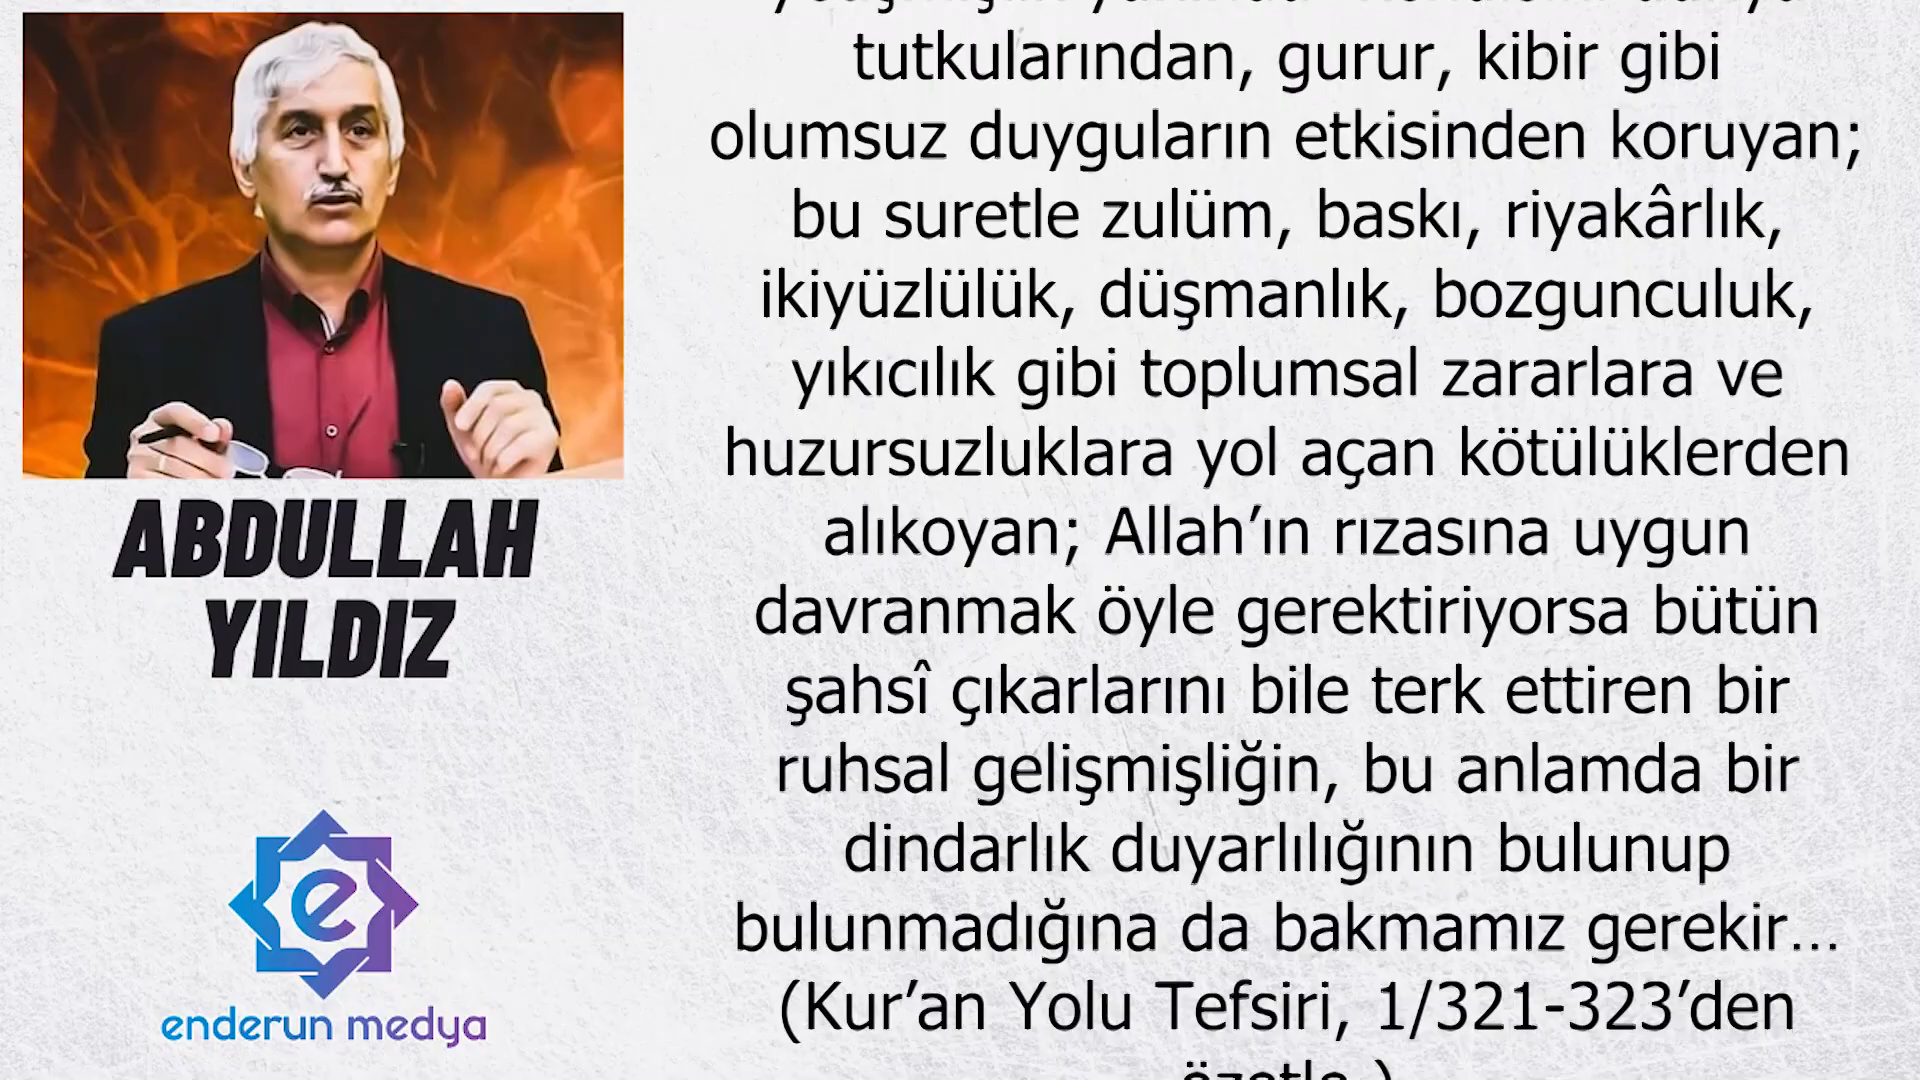 tutkularından, gurur, kibir gibi
olumsuz duyguların etkisinden koruyan;
bu suretle zulüm, baskı, riyakârlık,
ikiyüzlülük, düşmanlık, bozgunculuk,
yıkıcılık gibi toplumsal zararlara ve
huzursuzluklara yol açan kötülüklerden
alıkoyan; Allah’ın rızasına uygun
davranmak öyle gerektiriyorsa bütün
şahsî çıkarlarını bile terk ettiren bir
ruhsal gelişmişliğin, bu anlamda bir
dindarlık duyarlılığının bulunup
bulunmadığına da bakmamız gerekir…
(Kur’an Yolu Tefsiri, 1/321-323’den
ABDULLAH
YILDIZ
e
enderun medya